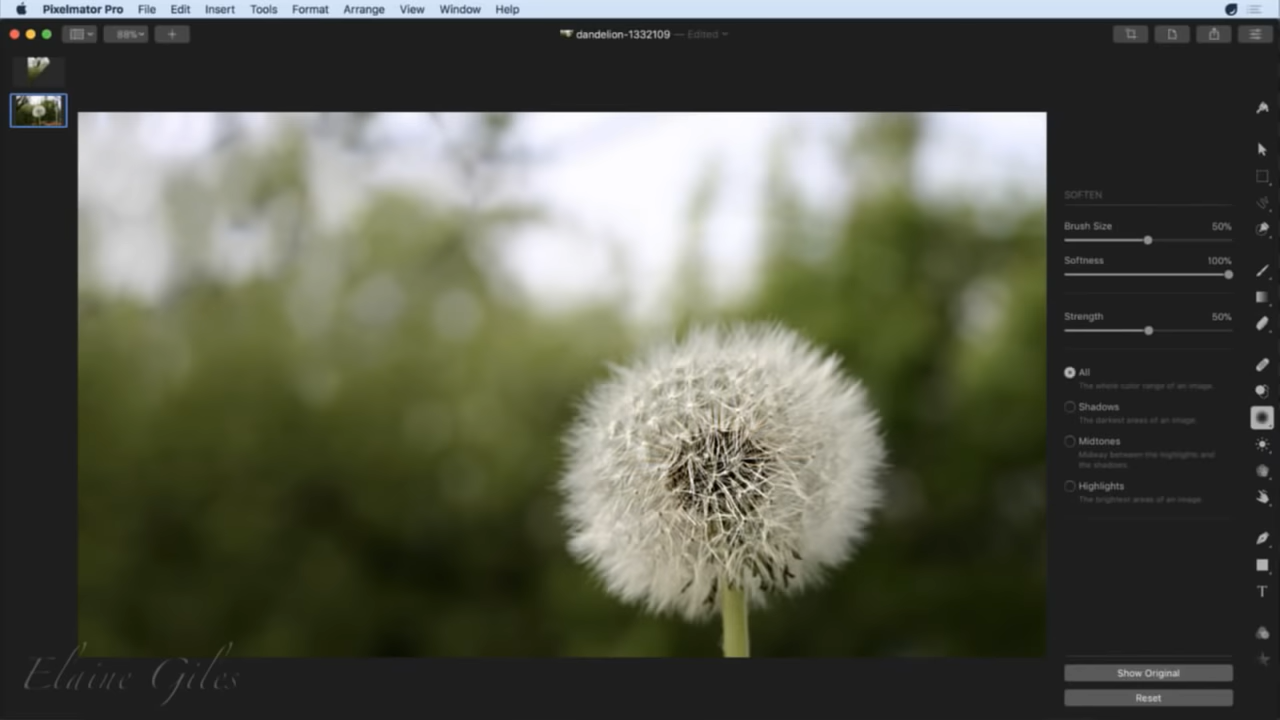 Pixelmator Pro File Edit Insert Tools Format Arrange View Window Help
88% dandelion-1332109 — Edited
SOFTEN
Brush Size 50%
Softness 100%
Strength 50%
All
The whole color range of an image.
Shadows
The darkest areas of an image.
Midtones
Midway between the highlights and
the shadows.
Highlights
The brightest areas of an image.
T
Elaine Giles
Show Original
Reset